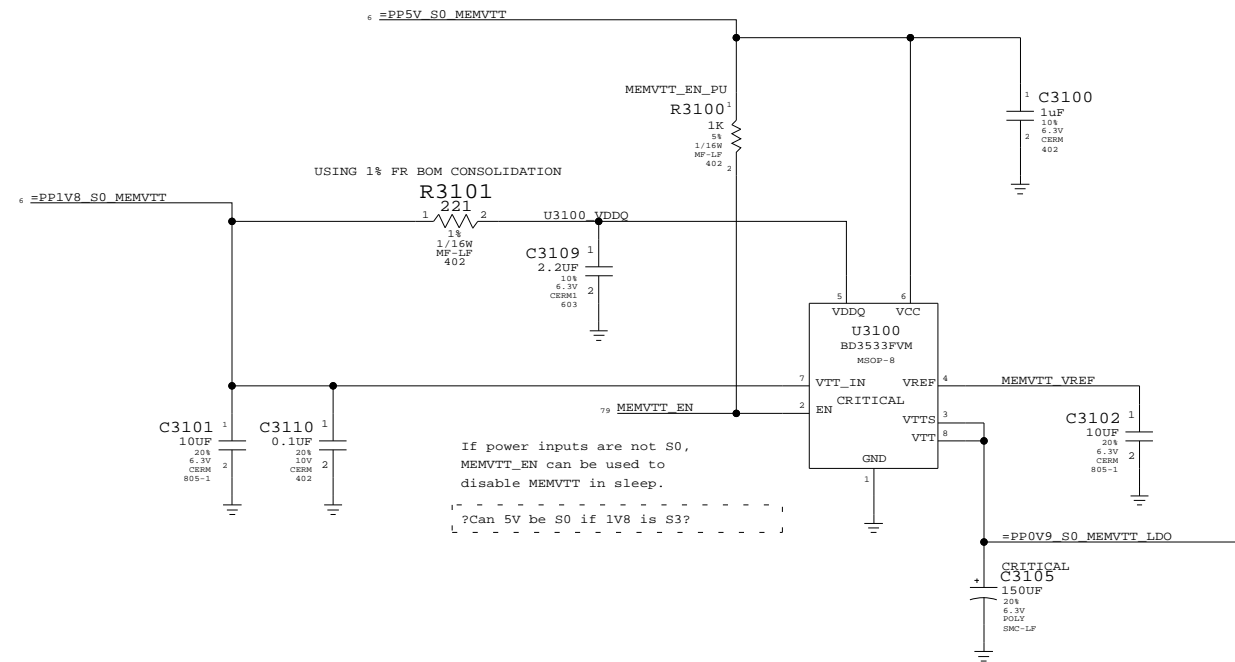 6 =PP5V_S0_MEMVTT
MEMVTT_EN_PU
R3100 1
1K
5%
1/16W
MF-LF
402
2
1 C3100
1uF
10%
6.3V
CERM
402
2
USING 1% FR BOM CONSOLIDATION
R3101
221
1 2
1%
1/16W
MF-LF
402
6 =PP1V8_S0_MEMVTT
U3100_VDDQ
C3109 1
2.2UF
10%
6.3V
CERM1
603
2
5 6
VDDQ VCC
U3100
BD3533FVM
MSOP-8
7 VTT_IN VREF 4 MEMVTT_VREF
CRITICAL
79 MEMVTT_EN 2 EN
VTTS 3
VTT 8
GND
1
C3101 1
10UF
20%
6.3V
CERM
805-1
2
C3110 1
0.1UF
20%
10V
CERM
402
2
C3102 1
10UF
20%
6.3V
CERM
805-1
2
If power inputs are not S0,
MEMVTT_EN can be used to
disable MEMVTT in sleep.
?Can 5V be S0 if 1V8 is S3?
=PP0V9_S0_MEMVTT_LDO
CRITICAL
+ C3105
150UF
20%
6.3V
POLY
SMC-LF